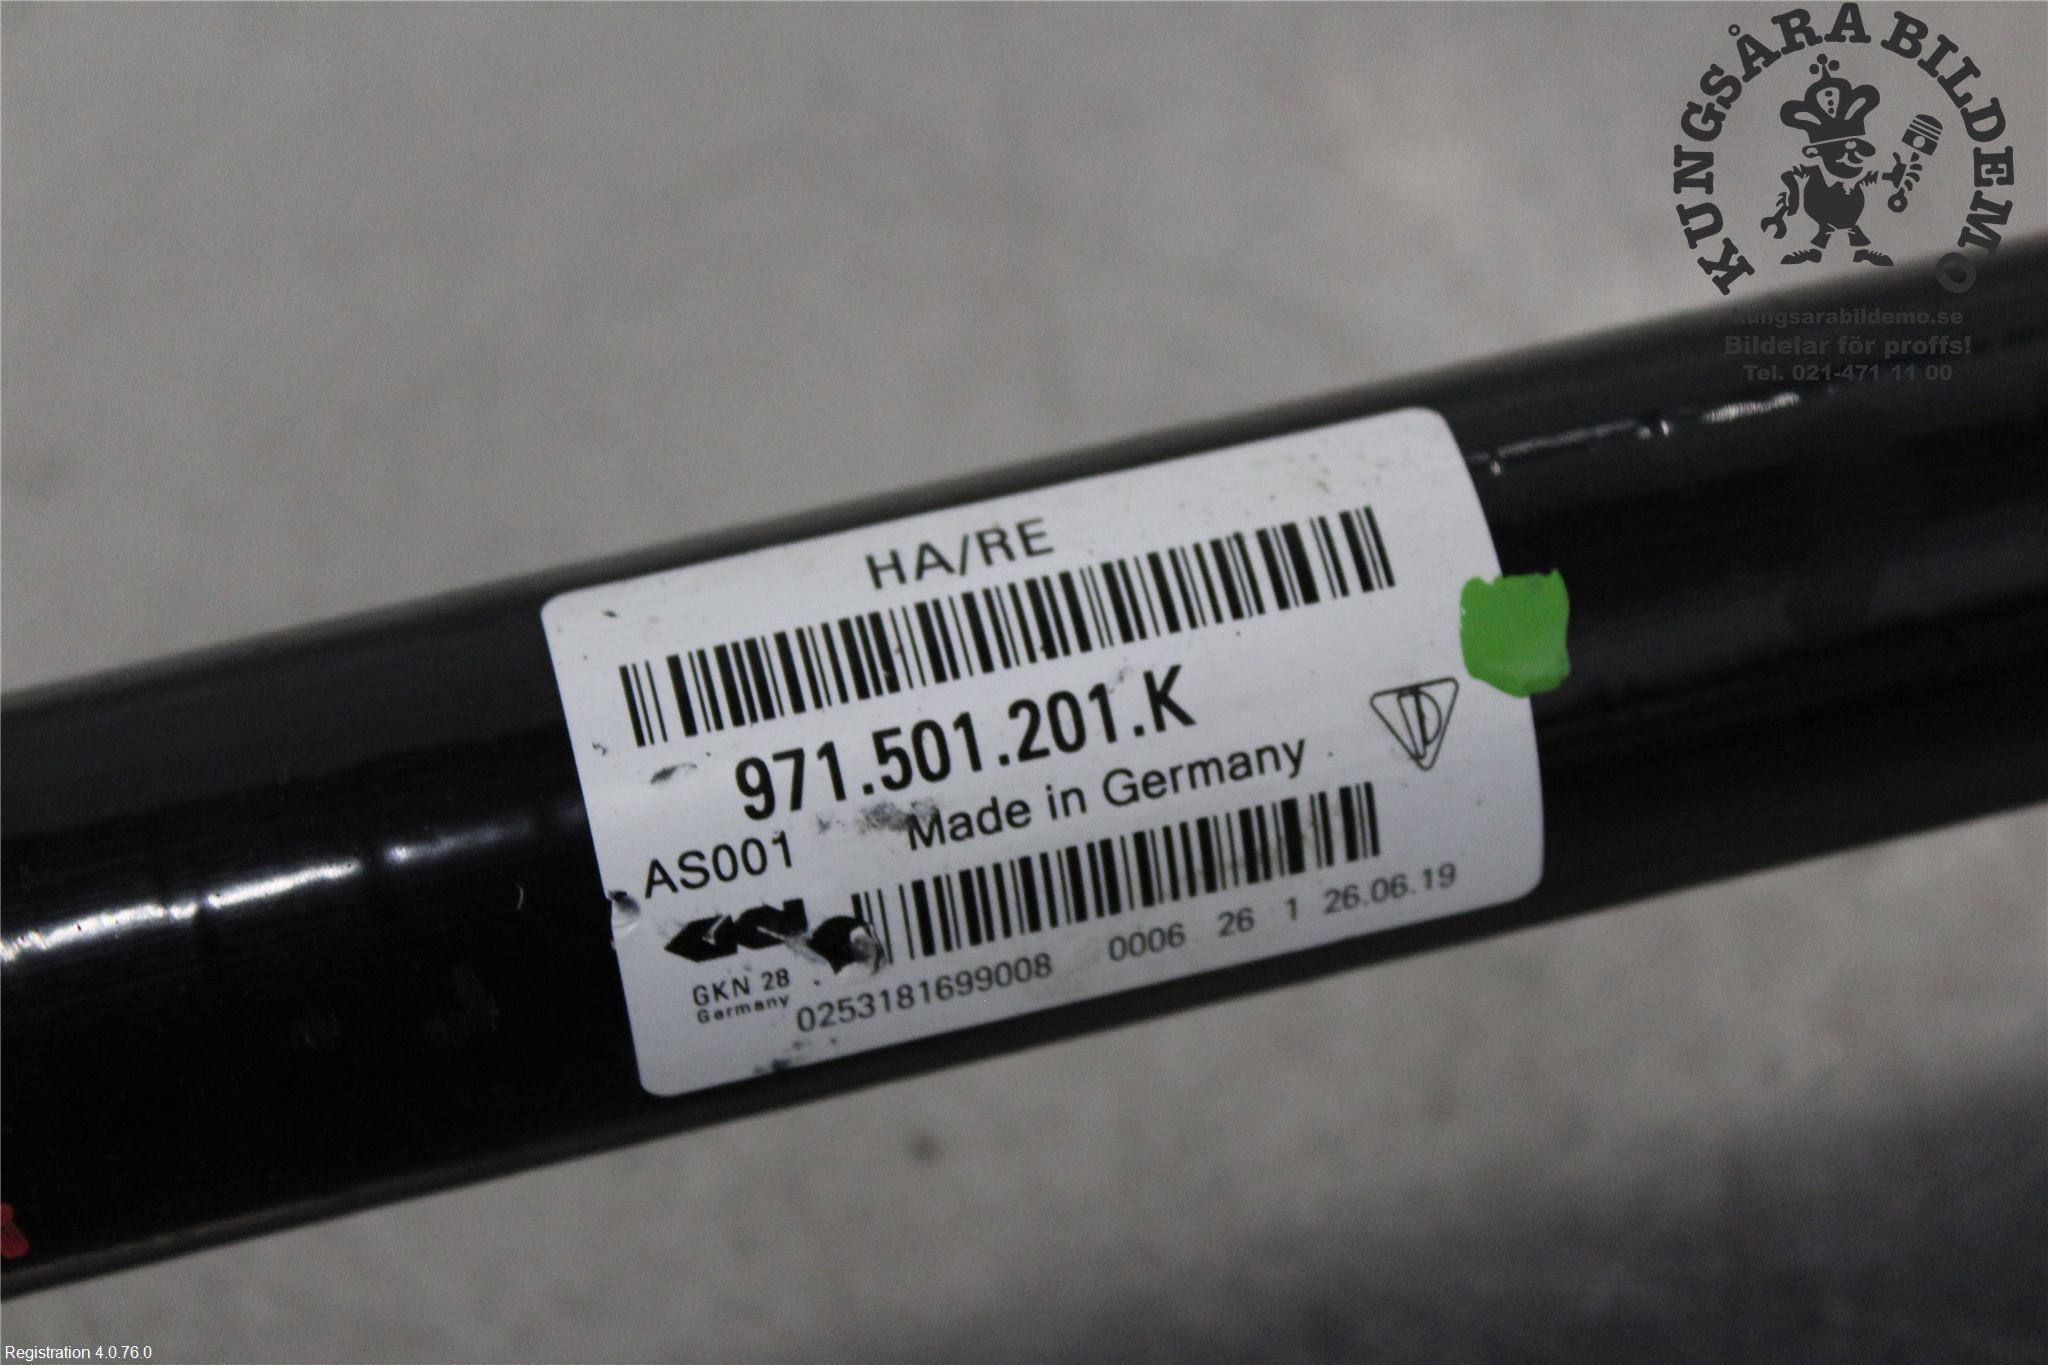 KUNGSÅRA BILDEMO
kungsarabildemo.se
Bildelar för proffs!
Tel. 021-471 11 00
HA/RE
971.501.201.K
Made in Germany
AS001
GKN 28
Germany
0253181699008 0006 26 1 26.06.19
Registration 4.0.76.0